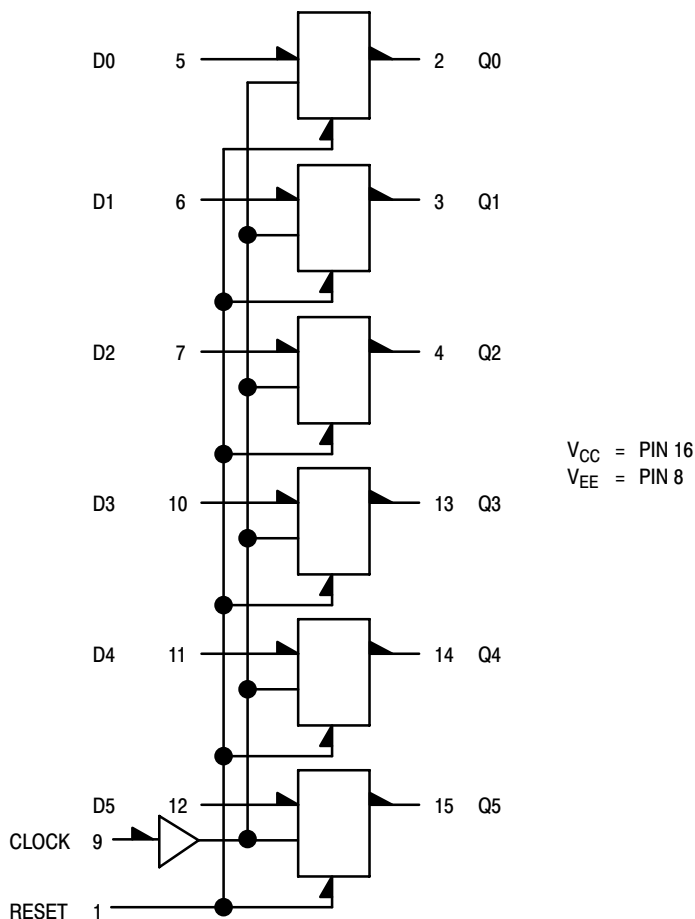 D0 5 2 Q0
D1 6 3 Q1
D2 7 4 Q2
V_CC = PIN 16
V_EE = PIN 8
D3 10 13 Q3
D4 11 14 Q4
D5 12 15 Q5
CLOCK 9
RESET 1